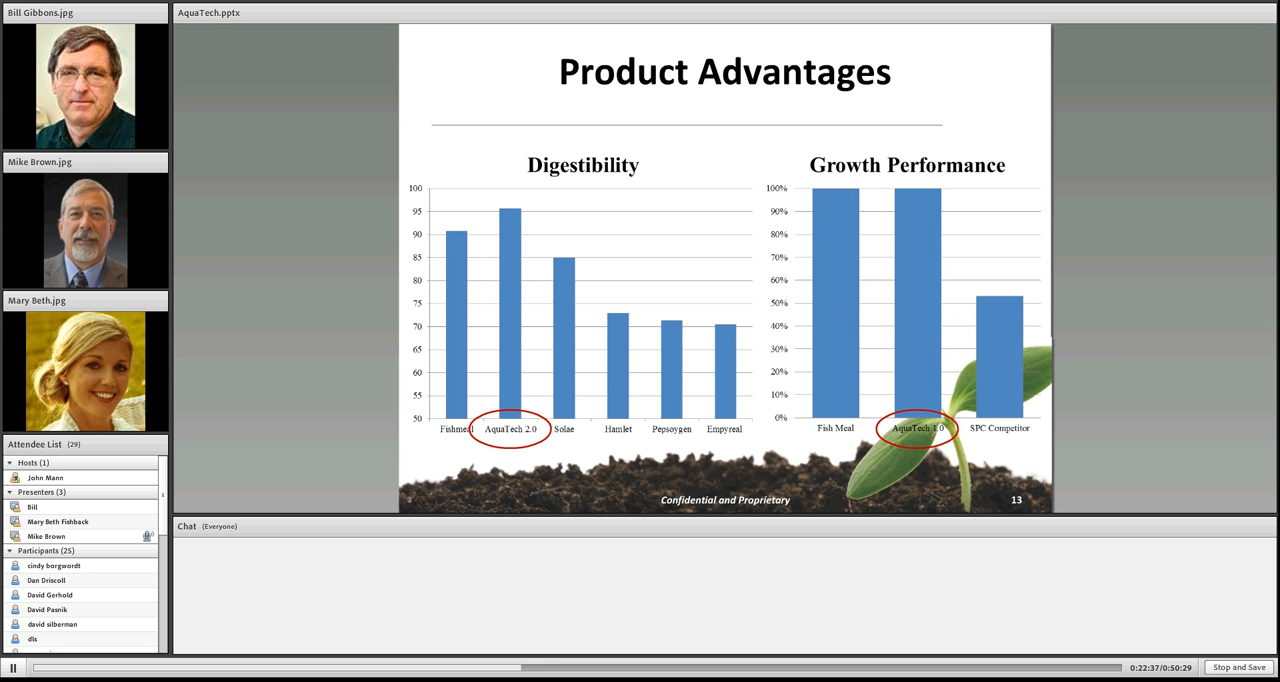 Bill Gibbons.jpg
Mike Brown.jpg
Mary Beth.jpg
Attendee List (29)
Hosts (1)
John Mann
Presenters (3)
Bill
Mary Beth Fishback
Mike Brown
Participants (25)
cindy borgwordt
Dan Driscoll
David Gerhold
David Pasnik
david silberman
dls
AquaTech.pptx
Product Advantages
Digestibility
100
95
90
85
80
75
70
65
60
55
50
Fishmeal AquaTech 2.0 Solae Hamlet Pepsoygen Empyreal
Growth Performance
100%
90%
80%
70%
60%
50%
40%
30%
20%
10%
0%
Fish Meal AquaTech 1.0 SPC Competitor
Confidential and Proprietary 13
Chat (Everyone)
0:22:37/0:50:29 Stop and Save